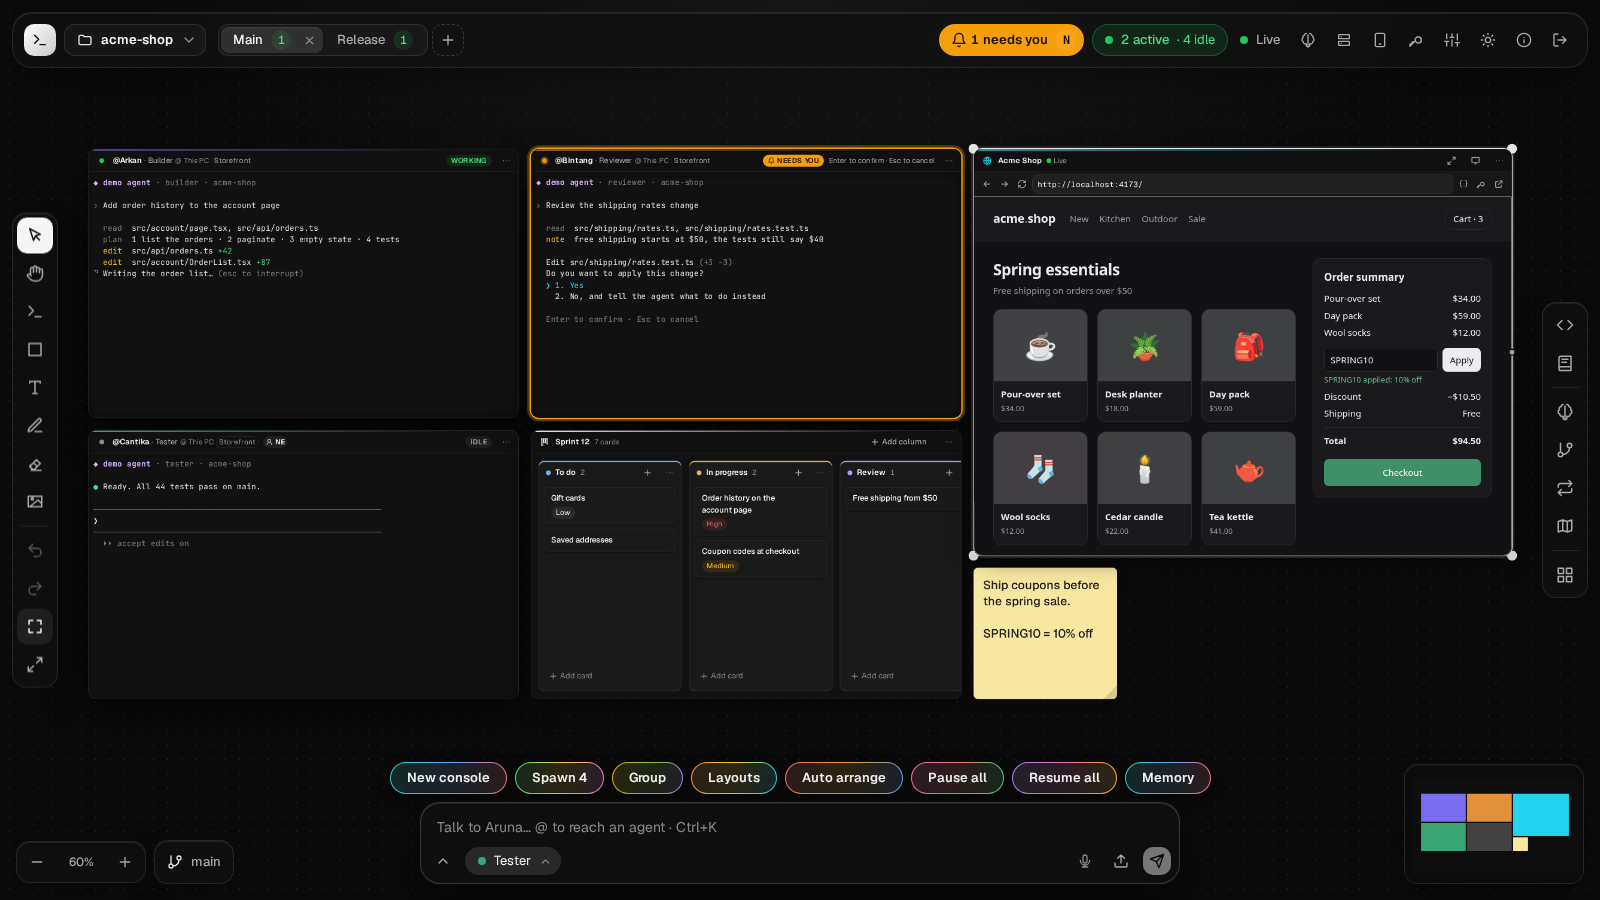 acme-shop
Main 1
Release 1
1 needs you N
2 active · 4 idle
Live
@Arkan · Builder @ This PC Storefront
WORKING
◆ demo agent · builder · acme-shop
› Add order history to the account page
read src/account/page.tsx, src/api/orders.ts
plan 1 list the orders · 2 paginate · 3 empty state · 4 tests
edit src/api/orders.ts +42
edit src/account/OrderList.tsx +87
Writing the order list… (esc to interrupt)
@Bintang · Reviewer @ This PC Storefront
NEEDS YOU
Enter to confirm · Esc to cancel
◆ demo agent · reviewer · acme-shop
› Review the shipping rates change
read src/shipping/rates.ts, src/shipping/rates.test.ts
note free shipping starts at $50, the tests still say $40
Edit src/shipping/rates.test.ts (+3 -3)
Do you want to apply this change?
❯ 1. Yes
2. No, and tell the agent what to do instead
Enter to confirm · Esc to cancel
Acme Shop Live
http://localhost:4173/
acme.shop New Kitchen Outdoor Sale
Cart · 3
Spring essentials
Free shipping on orders over $50
Pour-over set
$34.00
Desk planter
$18.00
Day pack
$59.00
Wool socks
$12.00
Cedar candle
$22.00
Tea kettle
$41.00
Order summary
Pour-over set $34.00
Day pack $59.00
Wool socks $12.00
SPRING10 Apply
SPRING10 applied: 10% off
Discount −$10.50
Shipping Free
Total $94.50
Checkout
@Cantika · Tester @ This PC Storefront NE
IDLE
◆ demo agent · tester · acme-shop
● Ready. All 44 tests pass on main.
❯
accept edits on
Sprint 12 7 cards
+ Add column
To do 2
Gift cards
Low
Saved addresses
+ Add card
In progress 2
Order history on the
account page
High
Coupon codes at checkout
Medium
+ Add card
Review 1
Free shipping from $50
+ Add card
Ship coupons before
the spring sale.
SPRING10 = 10% off
New console
Spawn 4
Group
Layouts
Auto arrange
Pause all
Resume all
Memory
Talk to Aruna... @ to reach an agent · Ctrl+K
Tester
60%
main